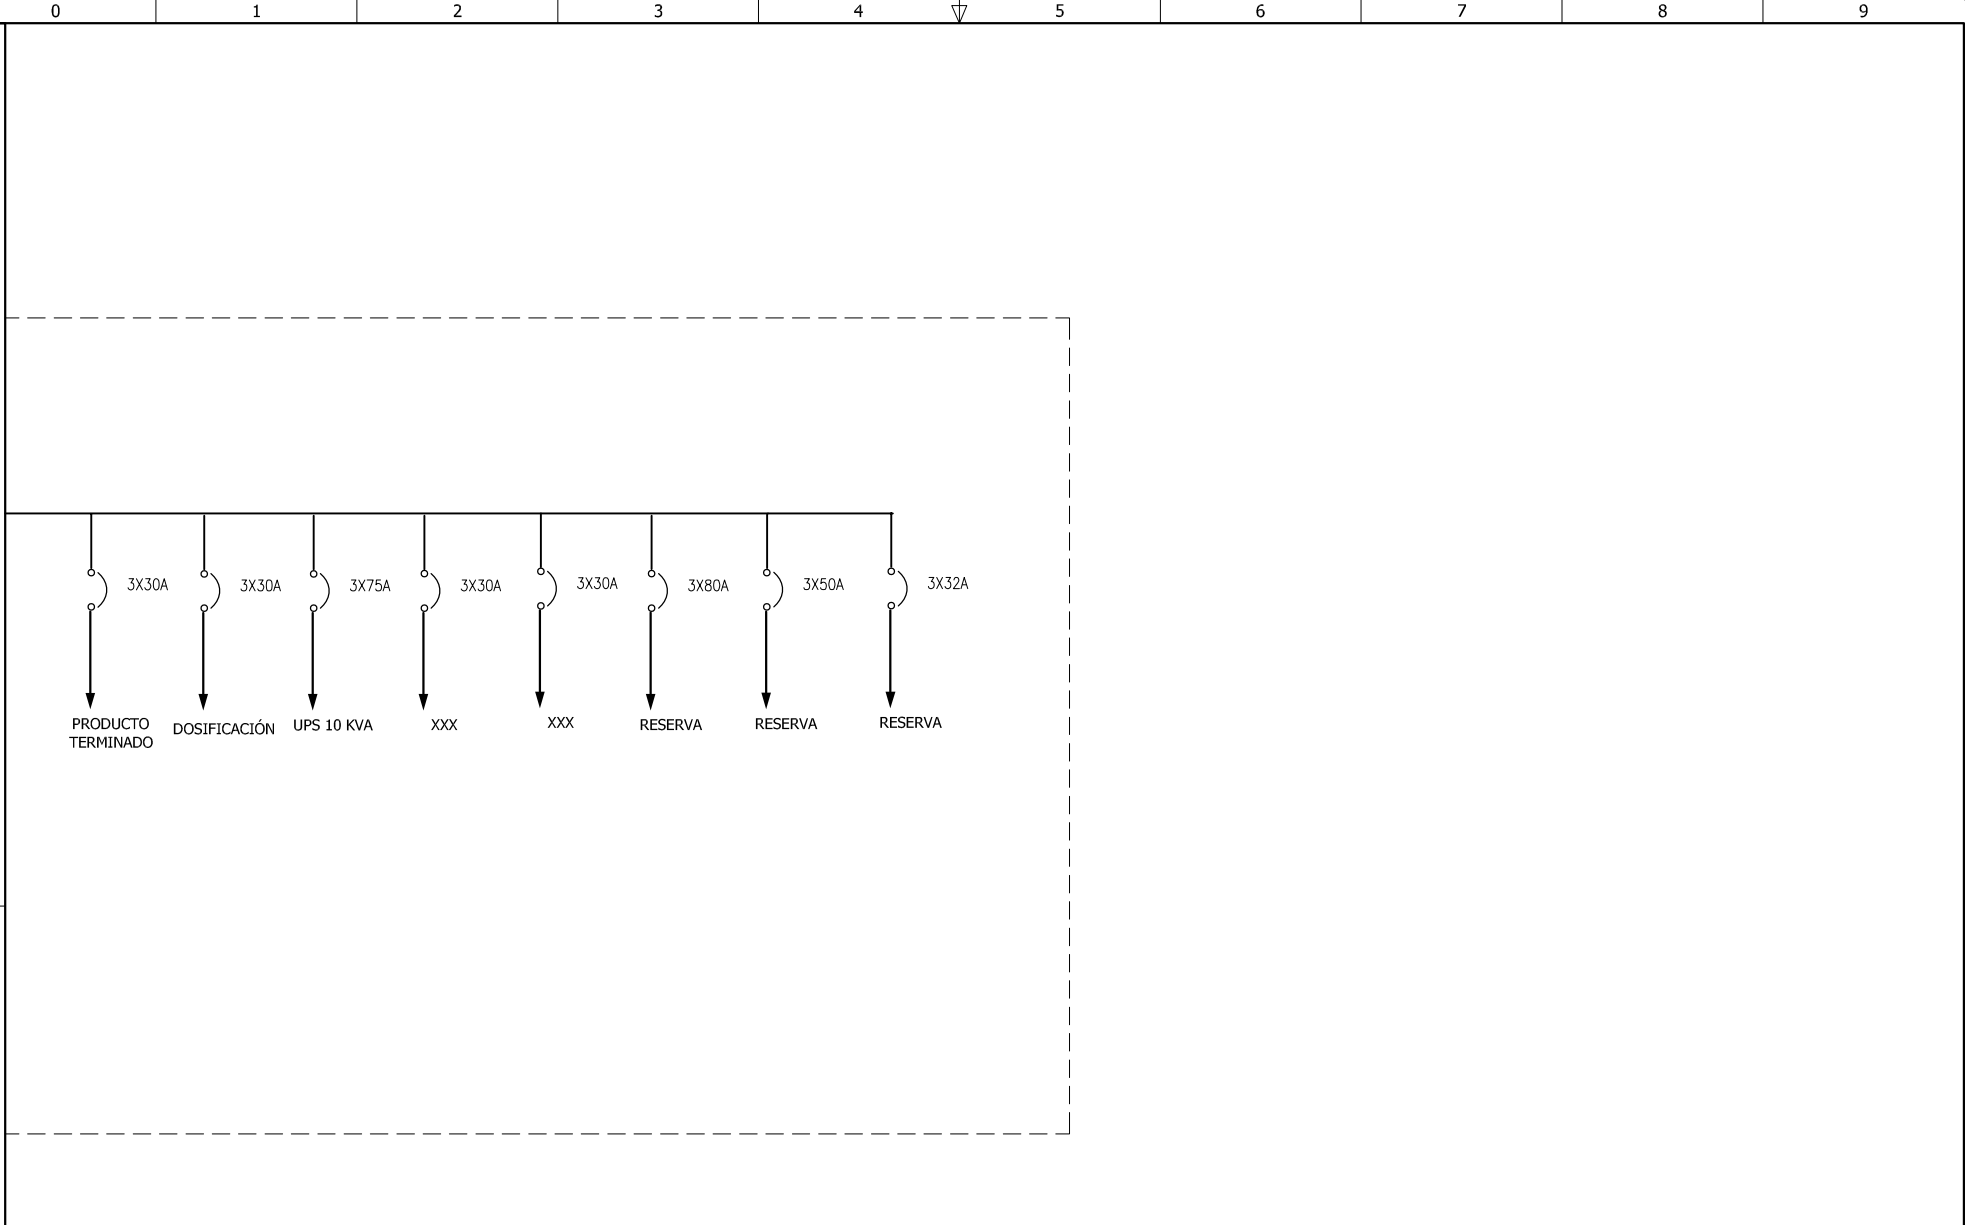 0 1 2 3 4 5 6 7 8 9
3X30A 3X30A 3X75A 3X30A 3X30A 3X80A 3X50A 3X32A
PRODUCTO
TERMINADO
DOSIFICACIÓN
UPS 10 KVA
XXX
XXX
RESERVA
RESERVA
RESERVA